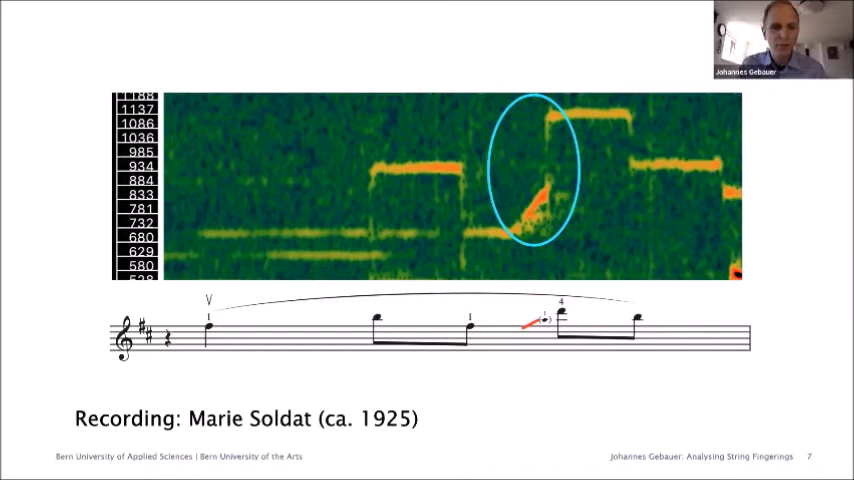 Johannes Gebauer
1188
1137
1086
1036
985
934
884
833
781
732
680
629
580
528
V
1 1 1 4
Recording: Marie Soldat (ca. 1925)
Bern University of Applied Sciences | Bern University of the Arts
Johannes Gebauer: Analysing String Fingerings 7